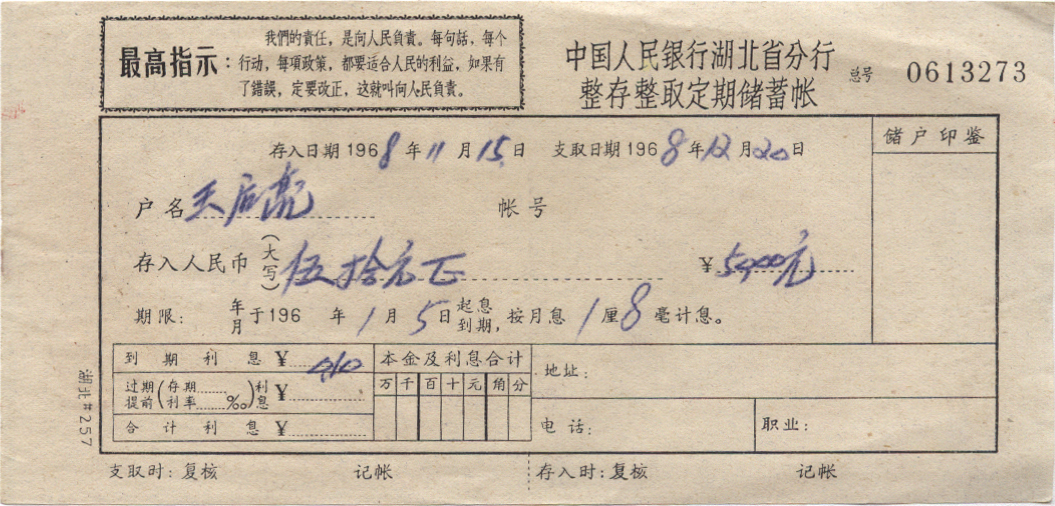 最高指示：
我們的責任，是向人民負責。每句話，每个
行动，每項政策，都要适合人民的利益，如果有
了錯誤，定要改正，这就叫向人民負責。
中国人民银行湖北省分行
整存整取定期储蓄帐
总号 0613273
存入日期 1968年11月15日 支取日期 1968年12月20日
储户印鉴
户名 王启亮 帐号
存入人民币（大写）伍拾元正 ¥50.00元
期限： 年月 于196 年1月5日 起息到期，按月息1厘8毫计息。
到期利息¥ 0.10
本金及利息合计
地址：
过期提前（存期 利率 ‰）利息 ¥
万千百十元角分
合计利息¥
电话： 职业：
湖北#257
支取时：复核 记帐 存入时：复核 记帐